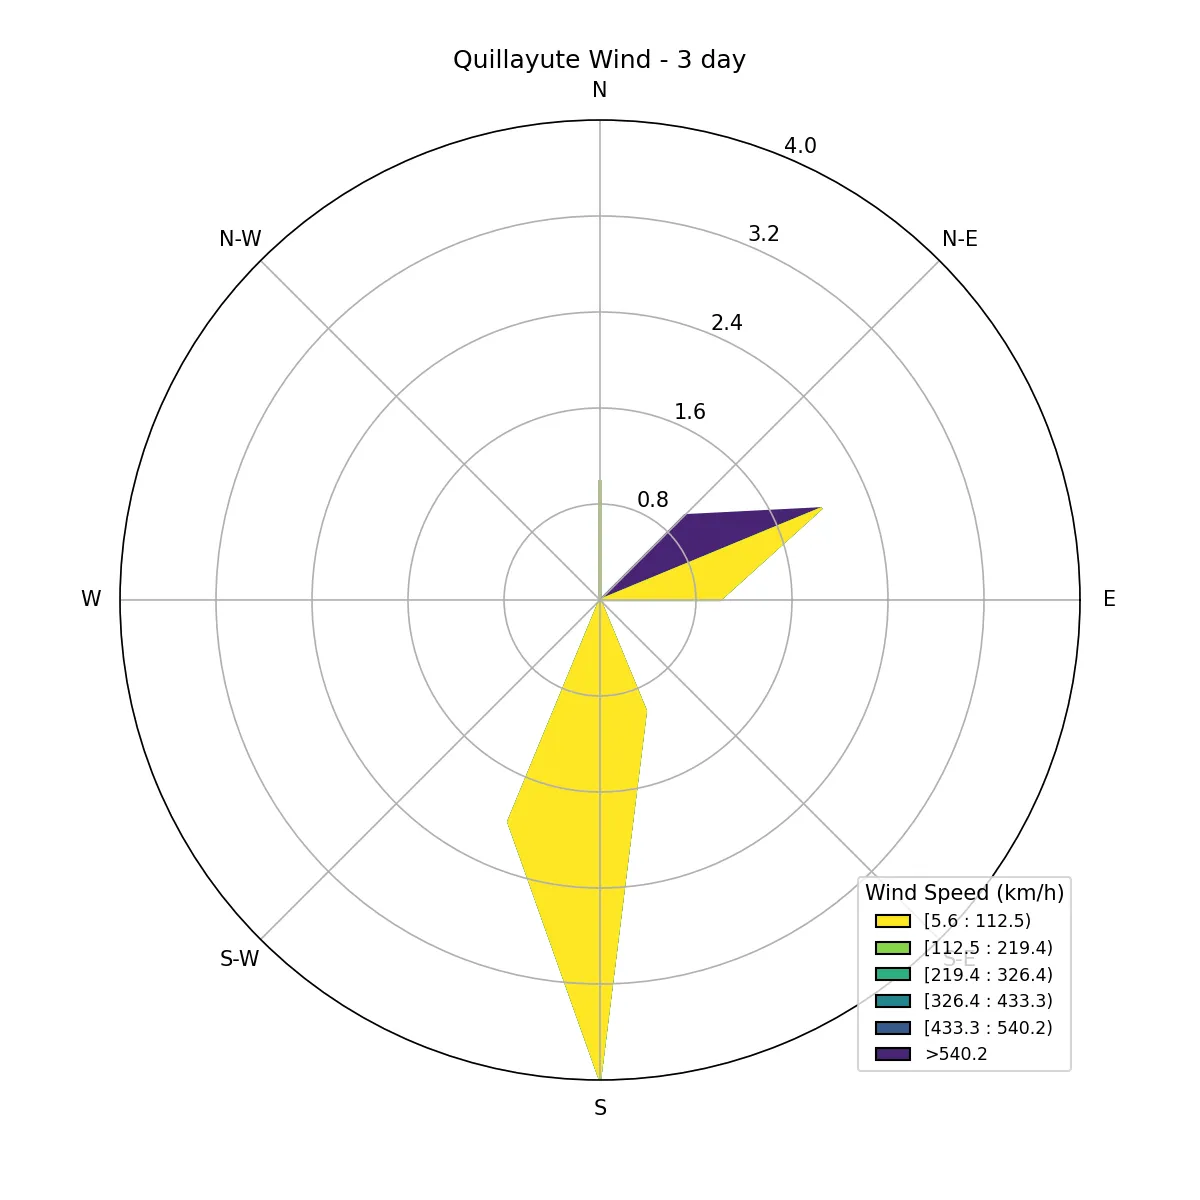 Quillayute Wind - 3 day
N
4.0
N-W
3.2
N-E
2.4
1.6
0.8
W
E
Wind Speed (km/h)
[5.6 : 112.5)
[112.5 : 219.4)
S-W
S-E
[219.4 : 326.4)
[326.4 : 433.3)
[433.3 : 540.2)
>540.2
S